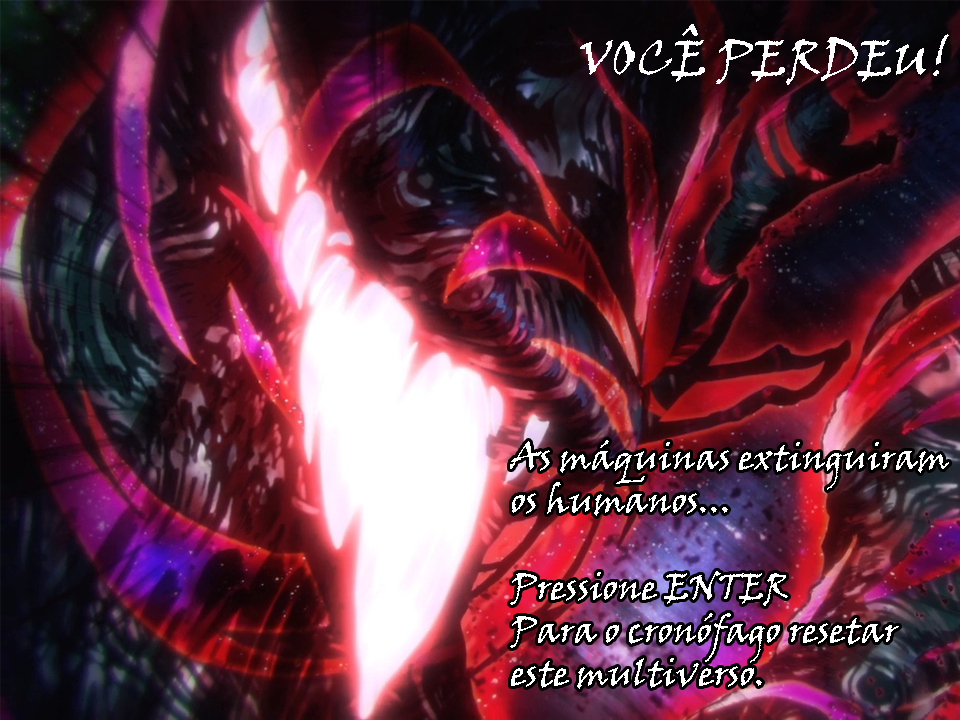 VOCÊ PERDEU!
As máquinas extinguiram
os humanos...
Pressione ENTER
Para o cronófago resetar
este multiverso.